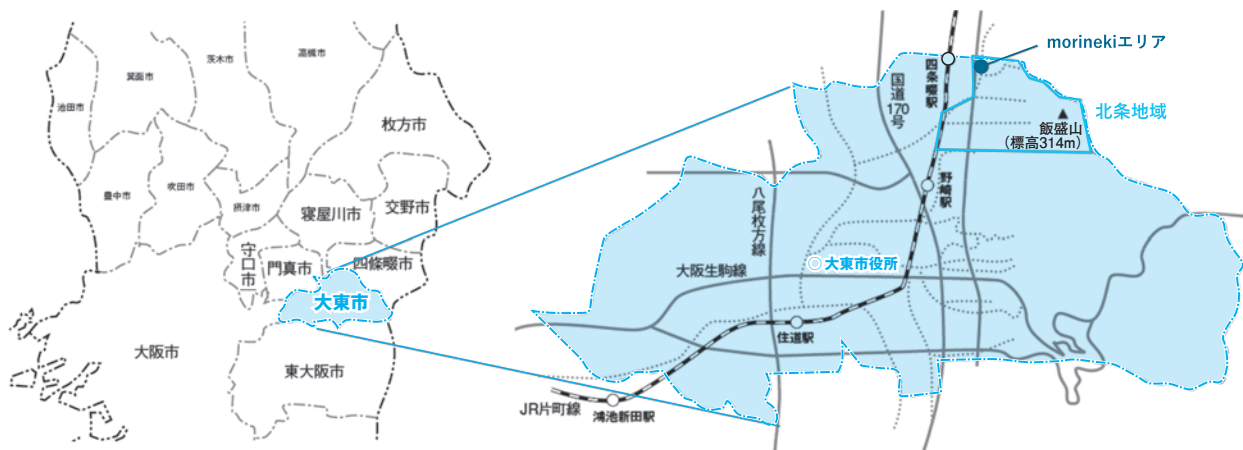 茨木市
高槻市
箕面市
池田市
枚方市
豊中市
吹田市
摂津市
寝屋川市
交野市
守口市
門真市
四條畷市
大東市
大阪市
東大阪市
morinekiエリア
四条畷駅
国道170号
北条地域
▲
飯盛山
(標高314m)
野崎駅
八尾枚方線
◎大東市役所
大阪生駒線
住道駅
JR片町線
鴻池新田駅